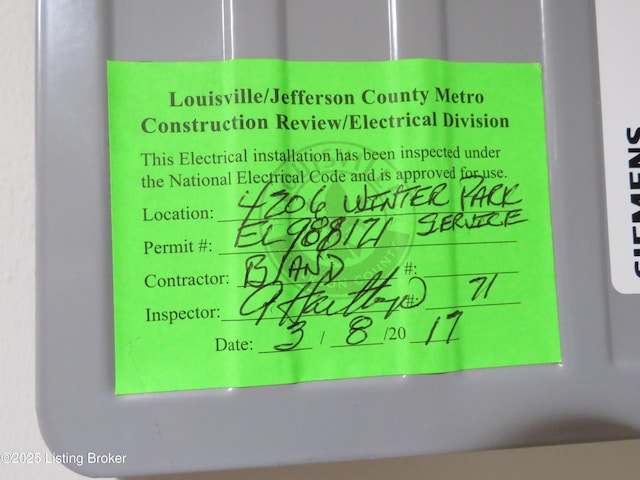 Louisville/Jefferson County Metro
Construction Review/Electrical Division
This Electrical installation has been inspected under
the National Electrical Code and is approved for use.
Location: 4206 WINTER PARK
Permit #: EL988121 SERVICE
Contractor: BLAND #:
Inspector: #: 71
Date: 3 / 8 /20 17
SIEMENS
©2025 Listing Broker